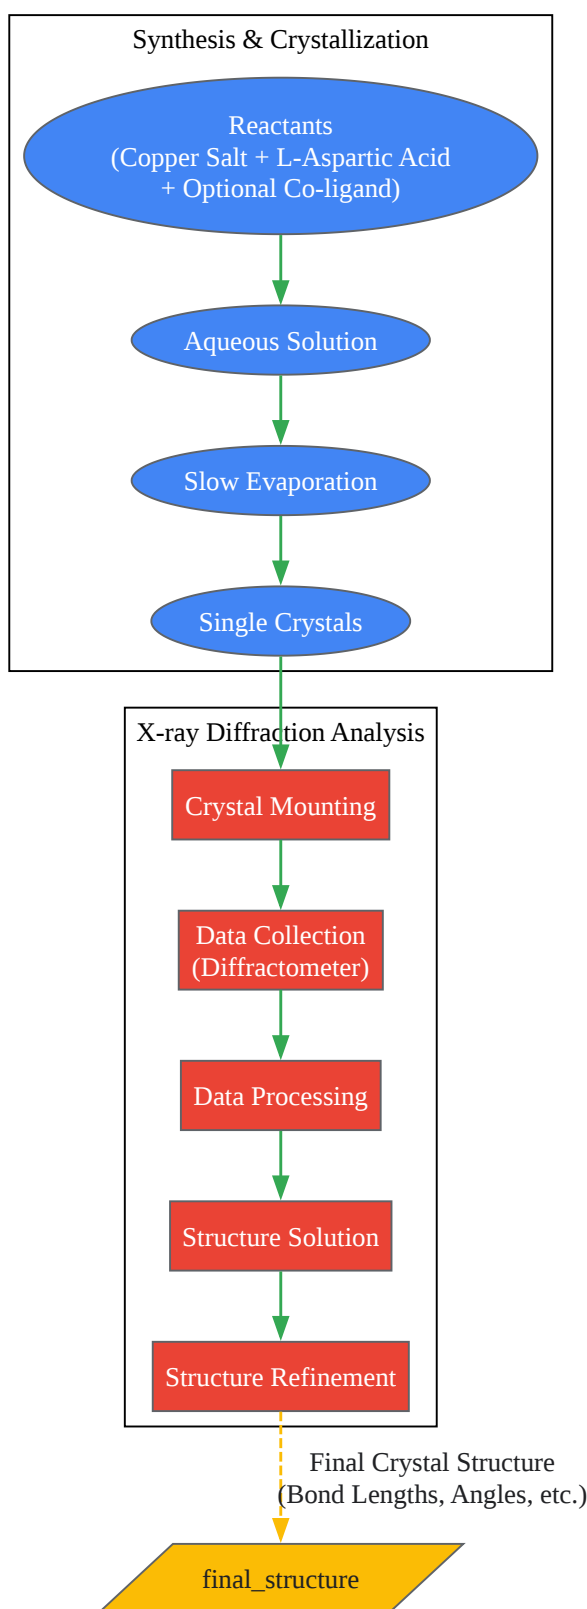 Synthesis & Crystallization
Reactants
(Copper Salt + L-Aspartic Acid
+ Optional Co-ligand)
Aqueous Solution
Slow Evaporation
Single Crystals
X-ray Diffraction Analysis
Crystal Mounting
Data Collection
(Diffractometer)
Data Processing
Structure Solution
Structure Refinement
Final Crystal Structure
(Bond Lengths, Angles, etc.)
final_structure